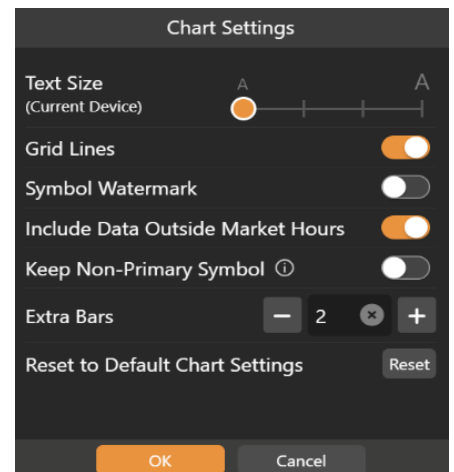 Chart Settings
Text Size
(Current Device)
A A
Grid Lines
Symbol Watermark
Include Data Outside Market Hours
Keep Non-Primary Symbol
Extra Bars 2
Reset to Default Chart Settings Reset
OK Cancel